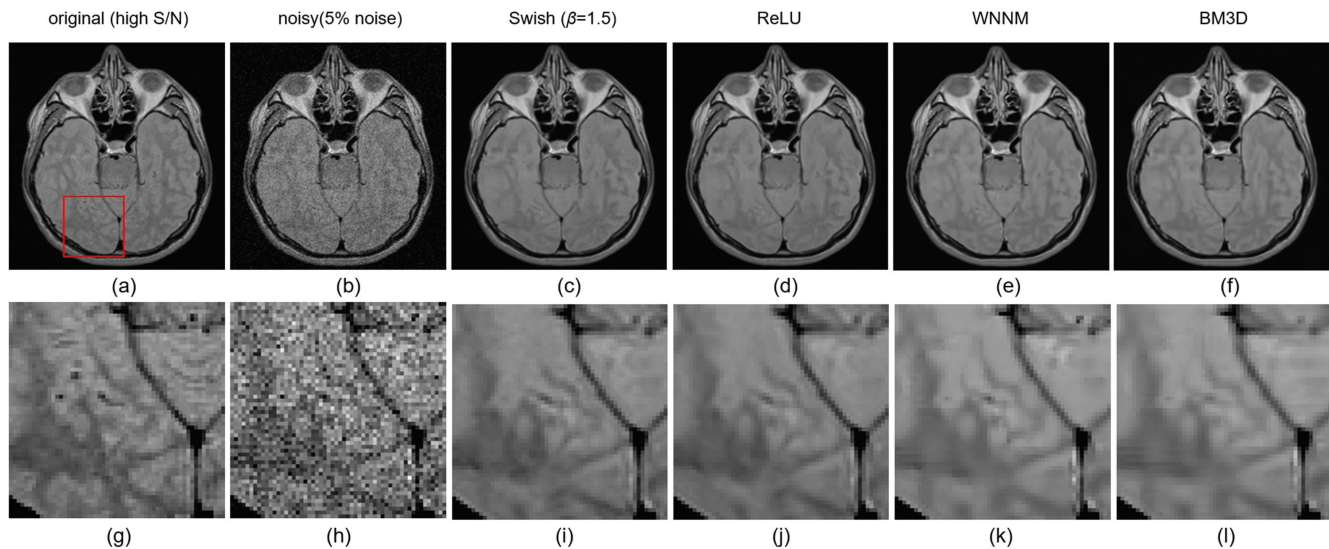 original (high S/N) noisy(5% noise) Swish (β=1.5) ReLU WNNM BM3D
(a) (b) (c) (d) (e) (f)
(g) (h) (i) (j) (k) (l)